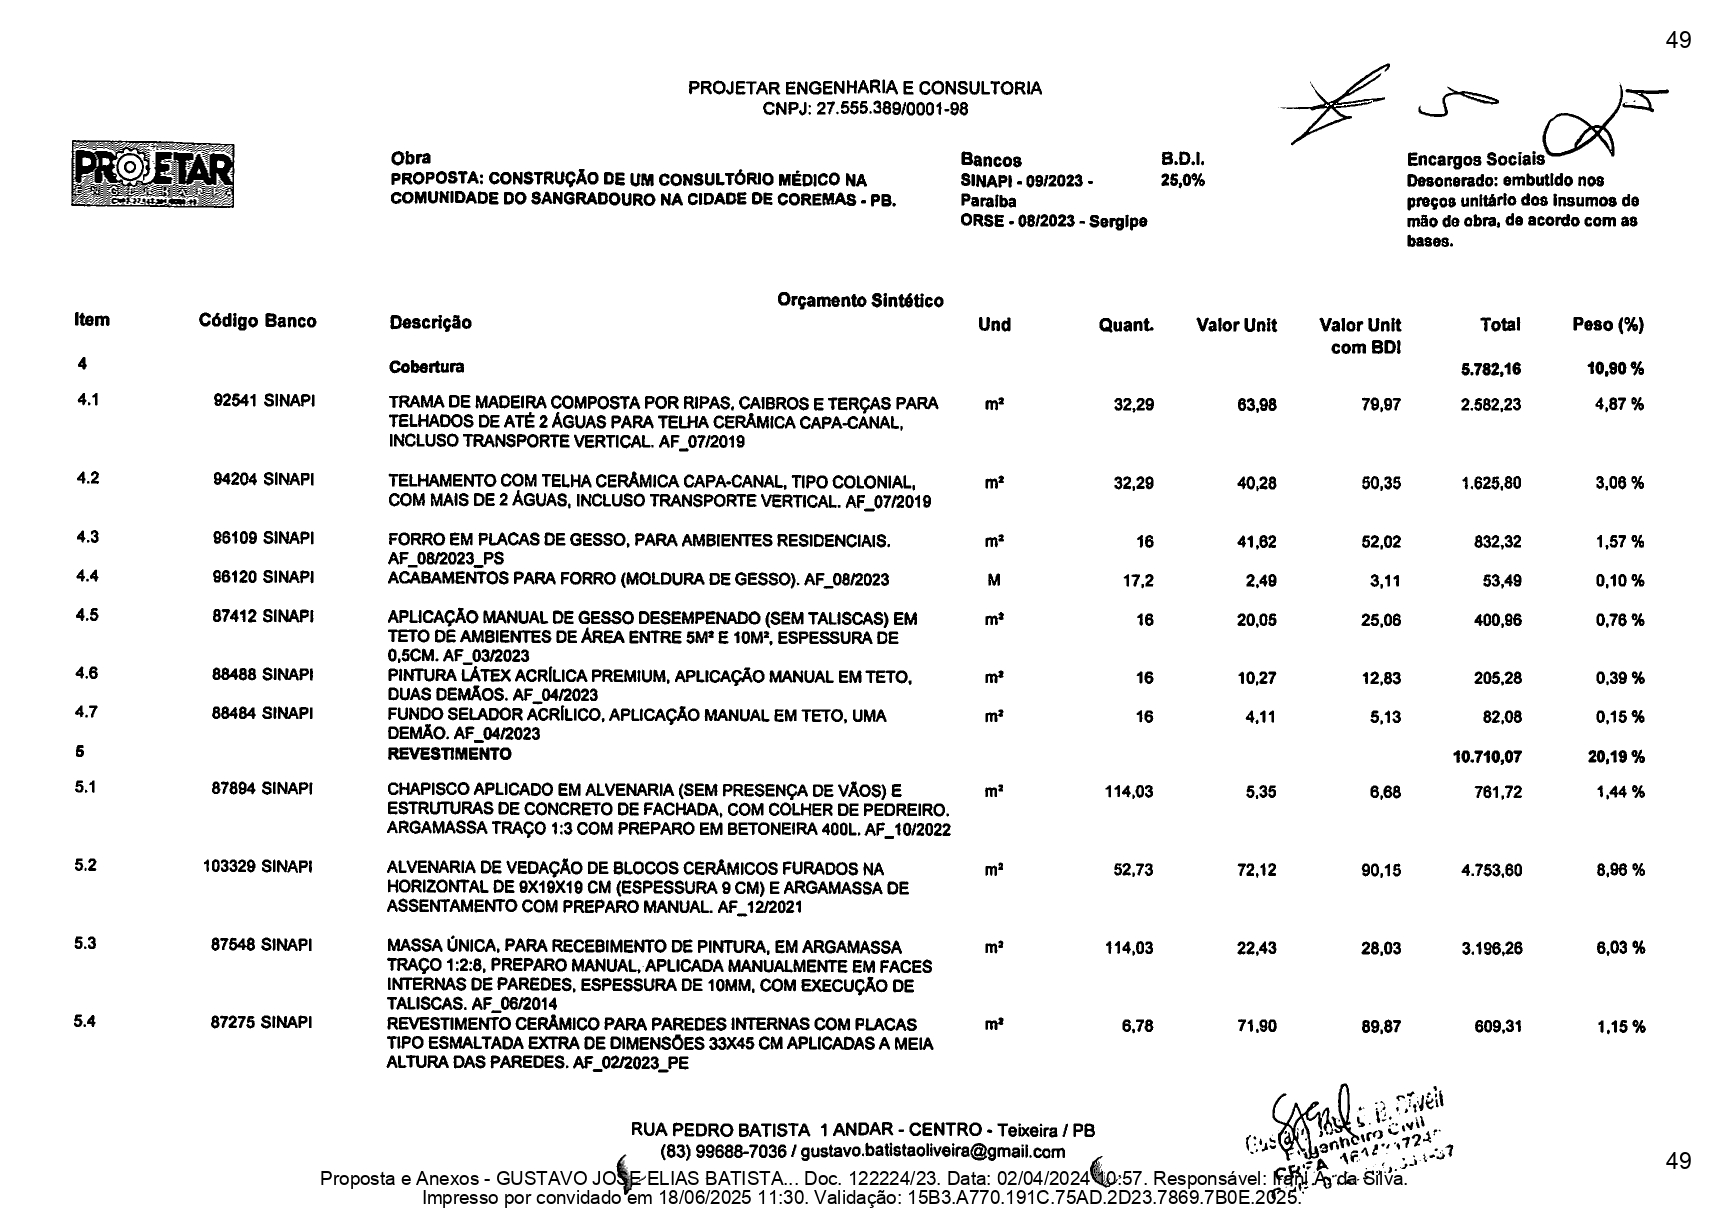 49
PROJETAR ENGENHARIA E CONSULTORIA
CNPJ: 27.555.389/0001-98
PROJETAR
ENGENHARIA
Obra
PROPOSTA: CONSTRUÇÃO DE UM CONSULTÓRIO MÉDICO NA
COMUNIDADE DO SANGRADOURO NA CIDADE DE COREMAS - PB.
Bancos
SINAPI - 09/2023 -
Paraíba
ORSE - 08/2023 - Sergipe
B.D.I.
25,0%
Encargos Sociais
Desonerado: embutido nos
preços unitário dos insumos de
mão de obra, de acordo com as
bases.
Orçamento Sintético
Item Código Banco Descrição Und Quant. Valor Unit Valor Unit Total Peso (%)
com BDI
4 Cobertura 5.782,16 10,90 %
4.1 92541 SINAPI TRAMA DE MADEIRA COMPOSTA POR RIPAS, CAIBROS E TERÇAS PARA m² 32,29 63,98 79,97 2.582,23 4,87 %
TELHADOS DE ATÉ 2 ÁGUAS PARA TELHA CERÂMICA CAPA-CANAL,
INCLUSO TRANSPORTE VERTICAL. AF_07/2019
4.2 94204 SINAPI TELHAMENTO COM TELHA CERÂMICA CAPA-CANAL, TIPO COLONIAL, m² 32,29 40,28 50,35 1.625,80 3,06 %
COM MAIS DE 2 ÁGUAS, INCLUSO TRANSPORTE VERTICAL. AF_07/2019
4.3 96109 SINAPI FORRO EM PLACAS DE GESSO, PARA AMBIENTES RESIDENCIAIS. m² 16 41,62 52,02 832,32 1,57 %
AF_08/2023_PS
4.4 96120 SINAPI ACABAMENTOS PARA FORRO (MOLDURA DE GESSO). AF_08/2023 M 17,2 2,49 3,11 53,49 0,10 %
4.5 87412 SINAPI APLICAÇÃO MANUAL DE GESSO DESEMPENADO (SEM TALISCAS) EM m² 16 20,05 25,06 400,96 0,76 %
TETO DE AMBIENTES DE ÁREA ENTRE 5M² E 10M², ESPESSURA DE
0,5CM. AF_03/2023
4.6 88488 SINAPI PINTURA LÁTEX ACRÍLICA PREMIUM, APLICAÇÃO MANUAL EM TETO, m² 16 10,27 12,83 205,28 0,39 %
DUAS DEMÃOS. AF_04/2023
4.7 88484 SINAPI FUNDO SELADOR ACRÍLICO, APLICAÇÃO MANUAL EM TETO, UMA m² 16 4,11 5,13 82,08 0,15 %
DEMÃO. AF_04/2023
5 REVESTIMENTO 10.710,07 20,19 %
5.1 87894 SINAPI CHAPISCO APLICADO EM ALVENARIA (SEM PRESENÇA DE VÃOS) E m² 114,03 5,35 6,68 761,72 1,44 %
ESTRUTURAS DE CONCRETO DE FACHADA, COM COLHER DE PEDREIRO.
ARGAMASSA TRAÇO 1:3 COM PREPARO EM BETONEIRA 400L. AF_10/2022
5.2 103329 SINAPI ALVENARIA DE VEDAÇÃO DE BLOCOS CERÂMICOS FURADOS NA m² 52,73 72,12 90,15 4.753,60 8,96 %
HORIZONTAL DE 9X19X19 CM (ESPESSURA 9 CM) E ARGAMASSA DE
ASSENTAMENTO COM PREPARO MANUAL. AF_12/2021
5.3 87548 SINAPI MASSA ÚNICA, PARA RECEBIMENTO DE PINTURA, EM ARGAMASSA m² 114,03 22,43 28,03 3.196,26 6,03 %
TRAÇO 1:2:8, PREPARO MANUAL, APLICADA MANUALMENTE EM FACES
INTERNAS DE PAREDES, ESPESSURA DE 10MM, COM EXECUÇÃO DE
TALISCAS. AF_06/2014
5.4 87275 SINAPI REVESTIMENTO CERÂMICO PARA PAREDES INTERNAS COM PLACAS m² 6,78 71,90 89,87 609,31 1,15 %
TIPO ESMALTADA EXTRA DE DIMENSÕES 33X45 CM APLICADAS A MEIA
ALTURA DAS PAREDES. AF_02/2023_PE
RUA PEDRO BATISTA 1 ANDAR - CENTRO - Teixeira / PB
(83) 99688-7036 / gustavo.batistaoliveira@gmail.com
Engenheiro Civil
49
Proposta e Anexos - GUSTAVO JOSE ELIAS BATISTA... Doc. 122224/23. Data: 02/04/2024 10:57. Responsável: Irani A. da Silva.
Impresso por convidado em 18/06/2025 11:30. Validação: 15B3.A770.191C.75AD.2D23.7869.7B0E.2025.